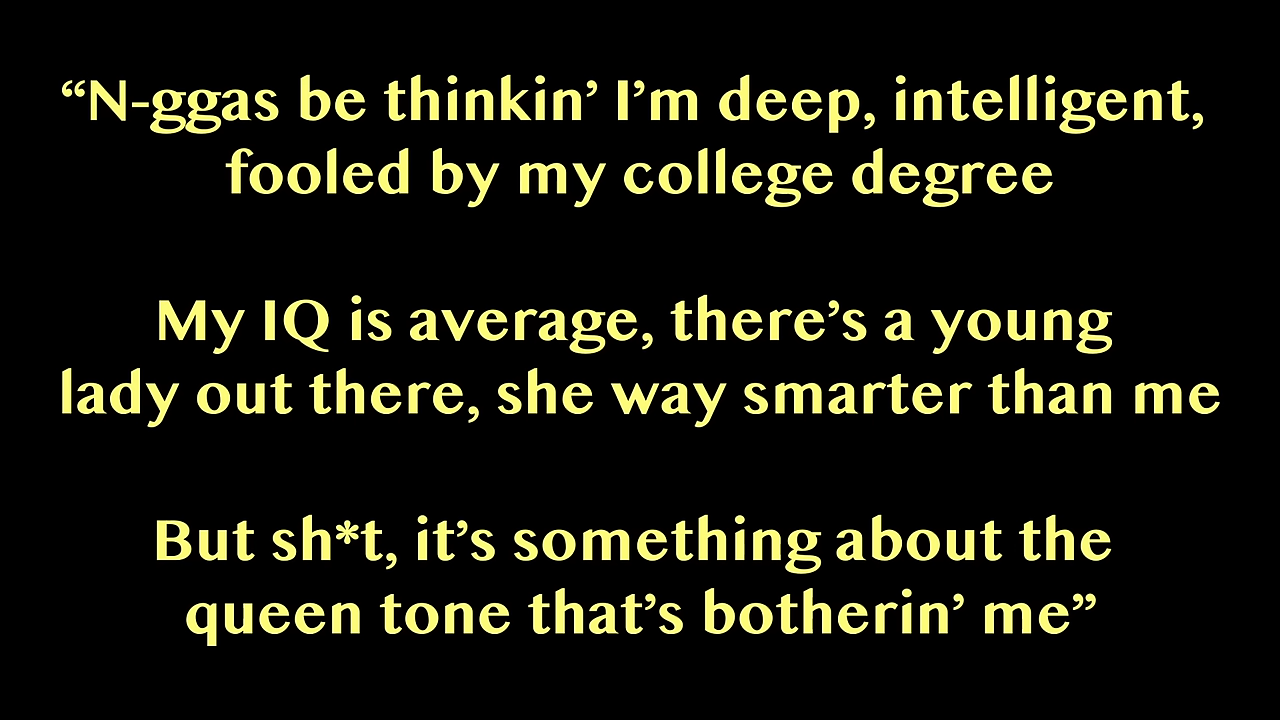 “N-ggas be thinkin’ I’m deep, intelligent,
fooled by my college degree
My IQ is average, there’s a young
lady out there, she way smarter than me
But sh*t, it’s something about the
queen tone that’s botherin’ me”